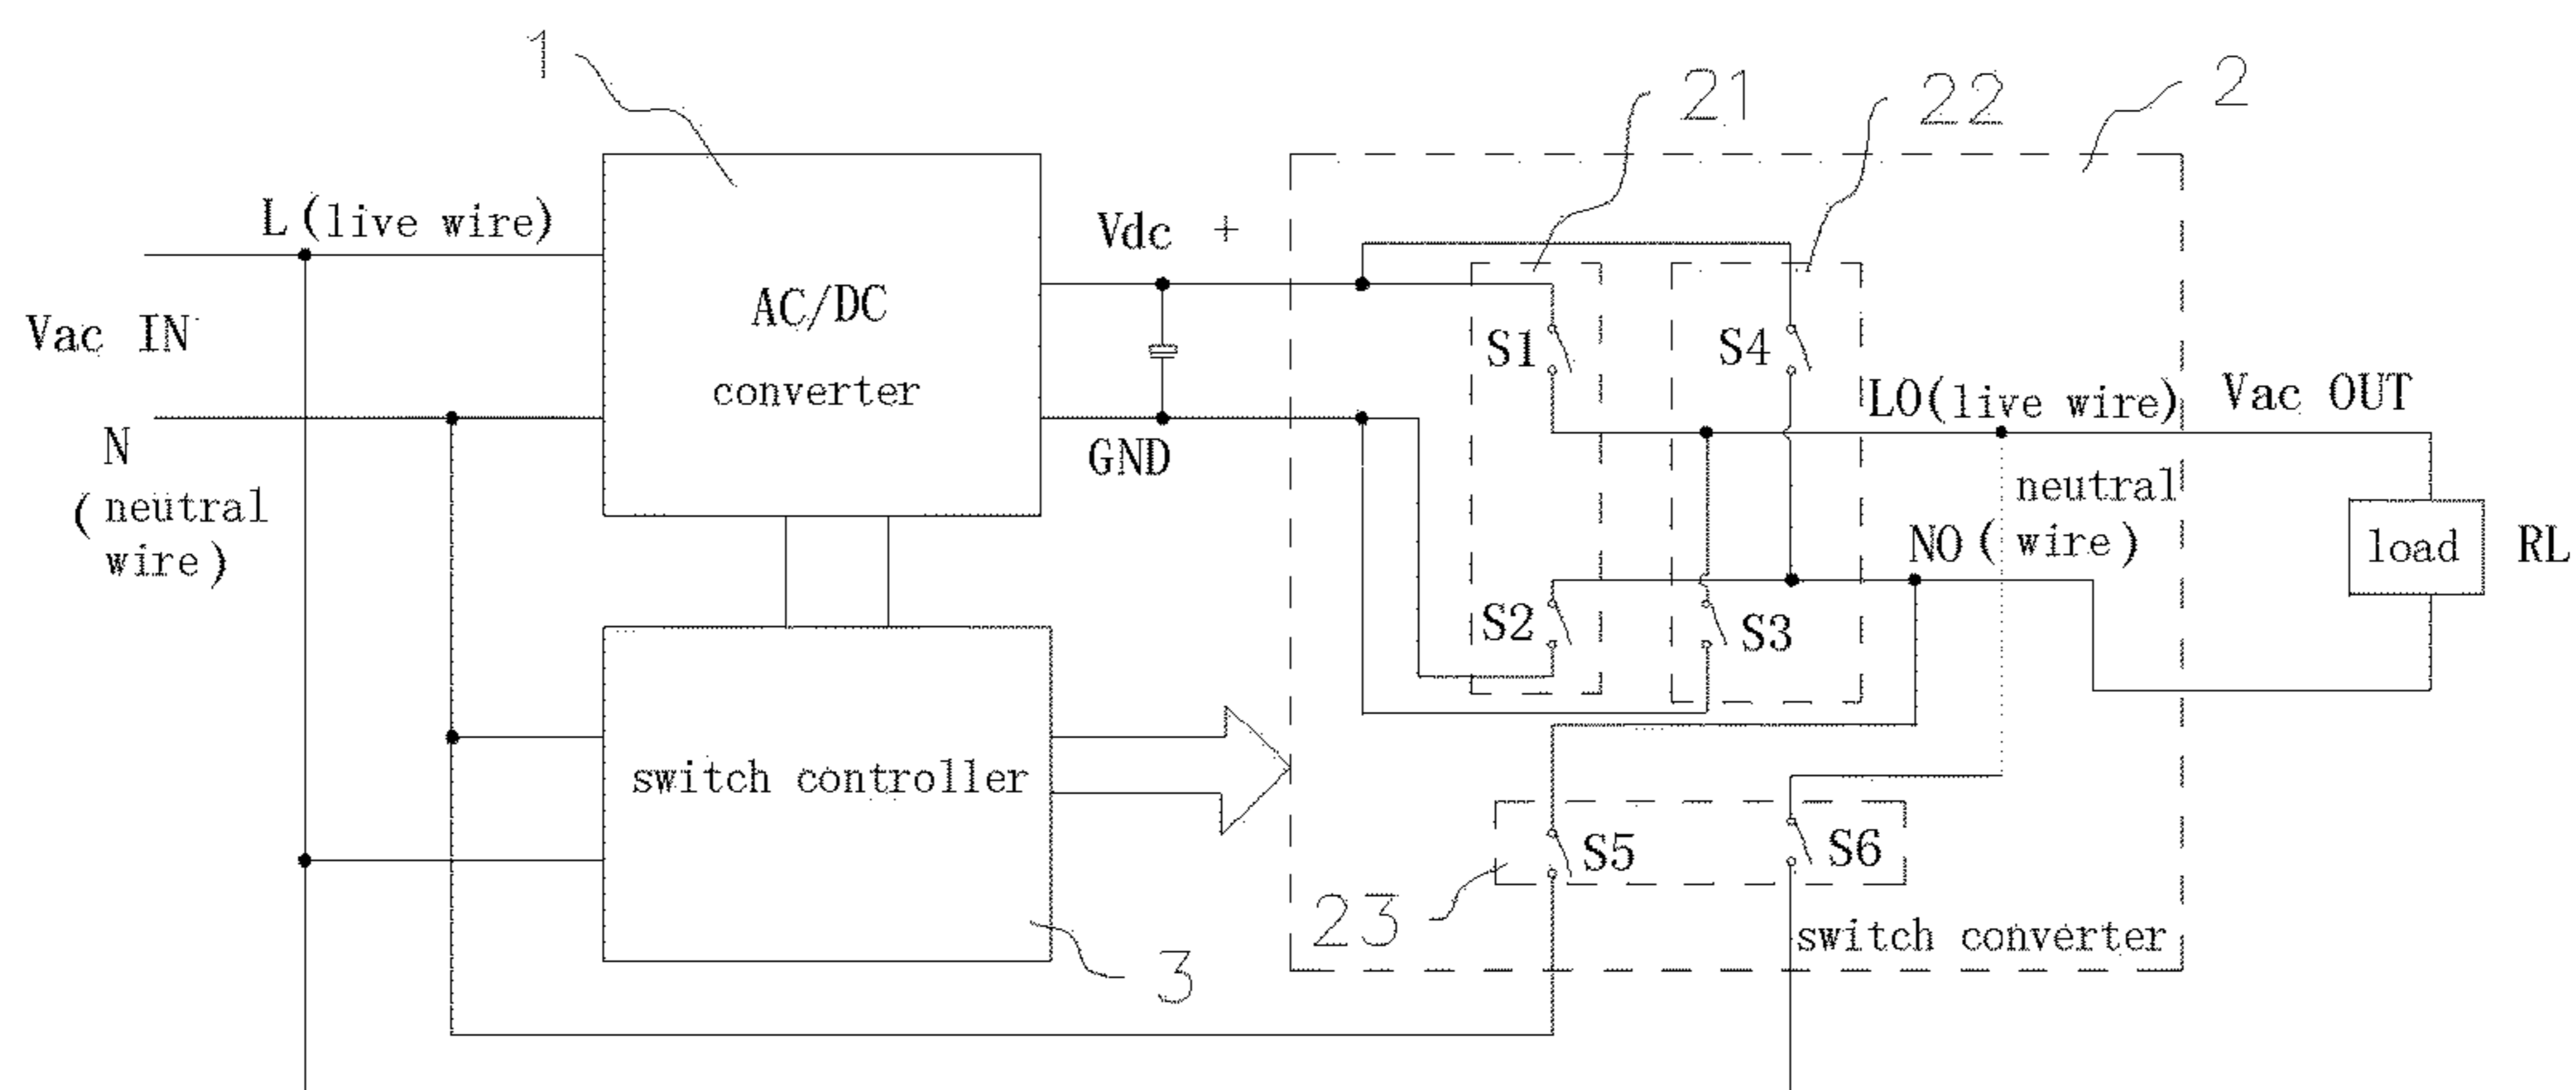 1
21
22
2
L(live wire)
Vdc +
AC/DC
converter
Vac IN
S1
S4
LO(live wire)
Vac OUT
N
(neutral
wire)
GND
neutral
NO(wire)
load
RL
S2
S3
switch controller
S5
S6
23
switch converter
3